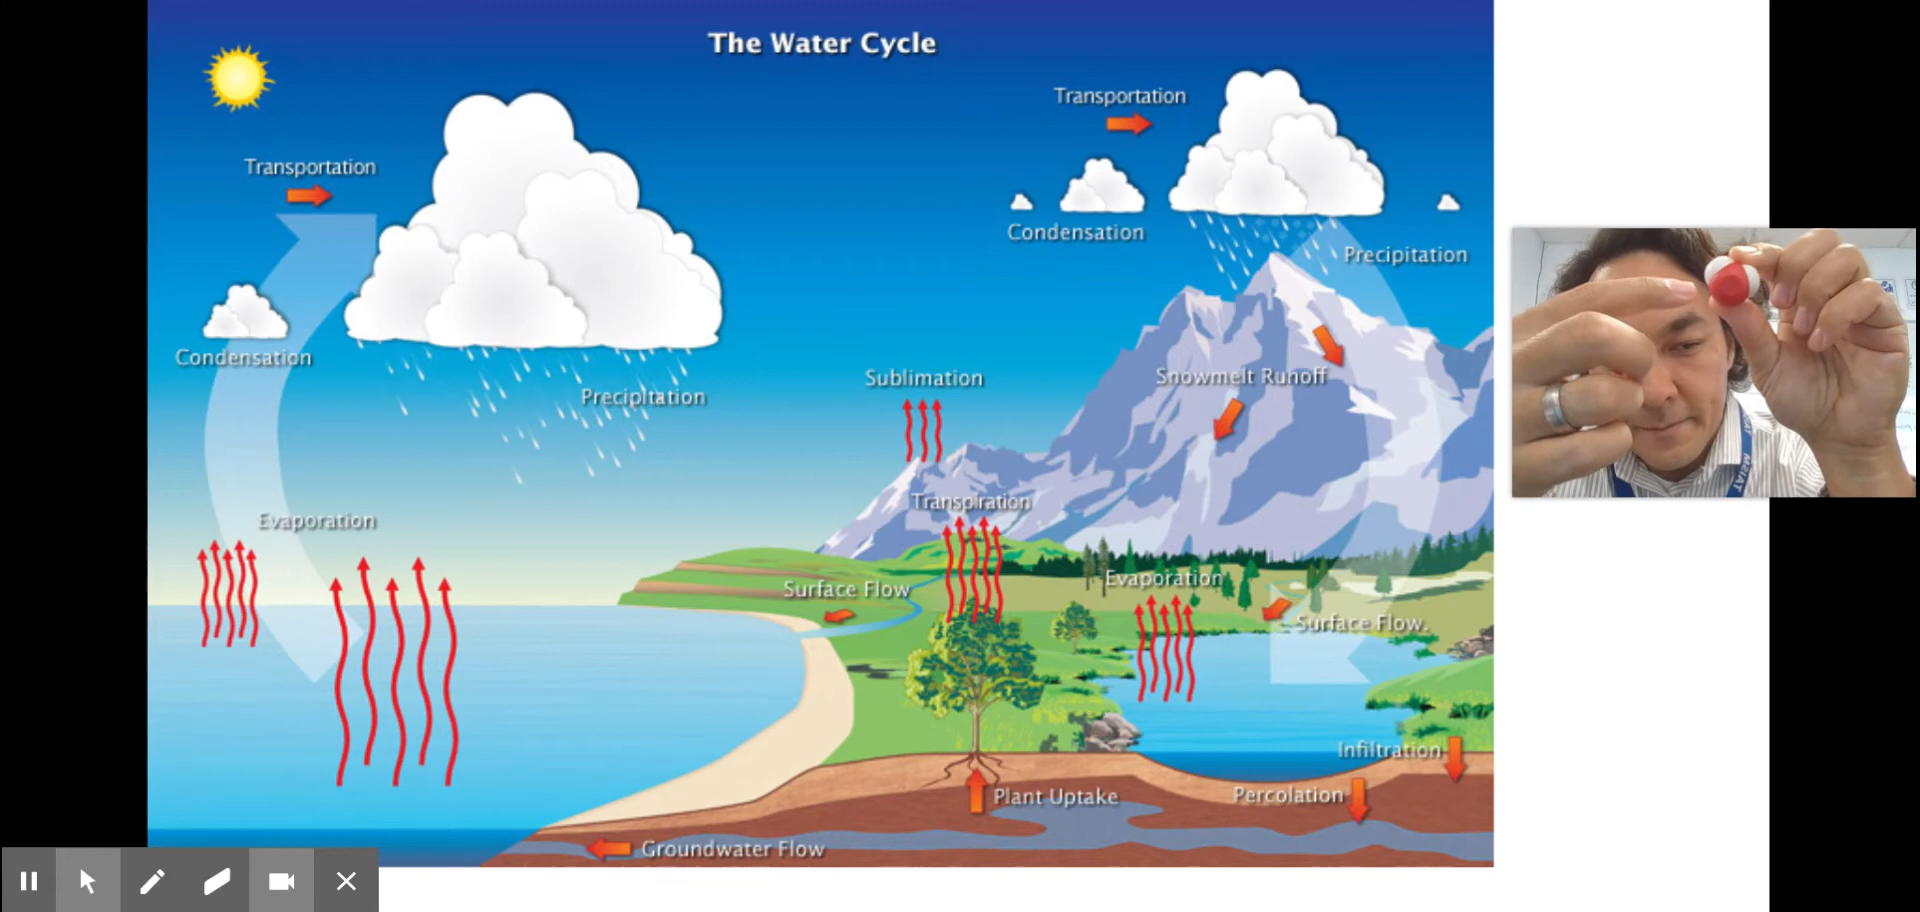 The Water Cycle
Transportation
Transportation
Condensation
Precipitation
Condensation
Precipitation
Sublimation
Snowmelt Runoff
Transpiration
Evaporation
Surface Flow
Evaporation
Surface Flow.
Infiltration
Plant Uptake
Percolation
Groundwater Flow